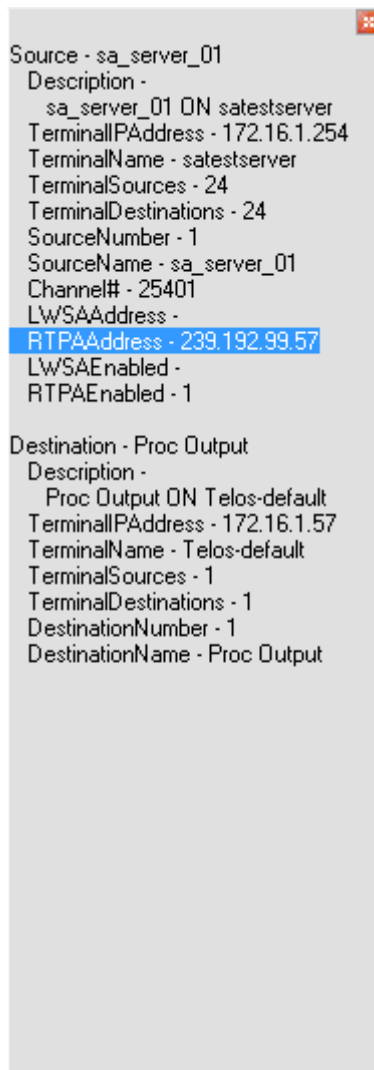 Source - sa_server_01
Description -
sa_server_01 ON satestserver
TerminalIPAddress - 172.16.1.254
TerminalName - satestserver
TerminalSources - 24
TerminalDestinations - 24
SourceNumber - 1
SourceName - sa_server_01
Channel# - 25401
LWSAAddress -
RTPAAddress - 239.192.99.57
LWSAEnabled -
RTPAEnabled - 1
Destination - Proc Output
Description -
Proc Output ON Telos-default
TerminalIPAddress - 172.16.1.57
TerminalName - Telos-default
TerminalSources - 1
TerminalDestinations - 1
DestinationNumber - 1
DestinationName - Proc Output